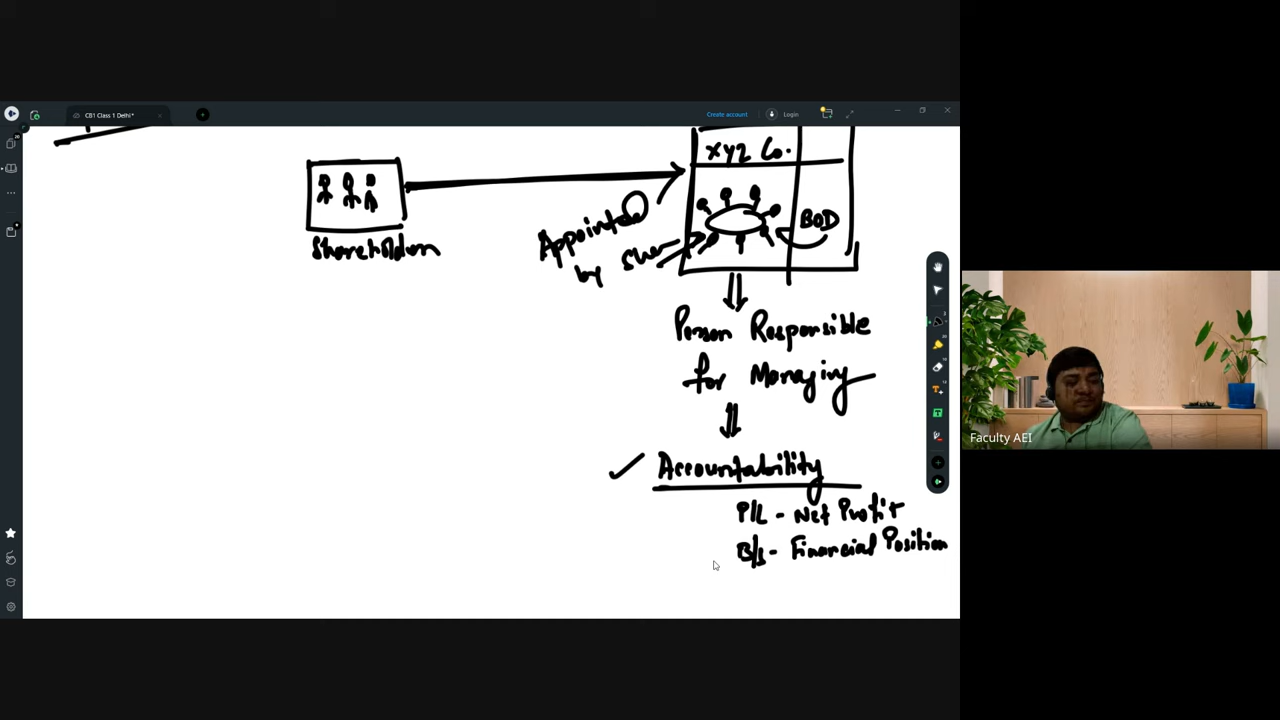 CB1 Class 1 Delhi*
Create account
Login
XYZ Co.
BOD
Shareholders
Appointed
by Sha
Person Responsible
for Managing
Accountability
P/L - Net Profit
B/S - Financial Position
Faculty AEI